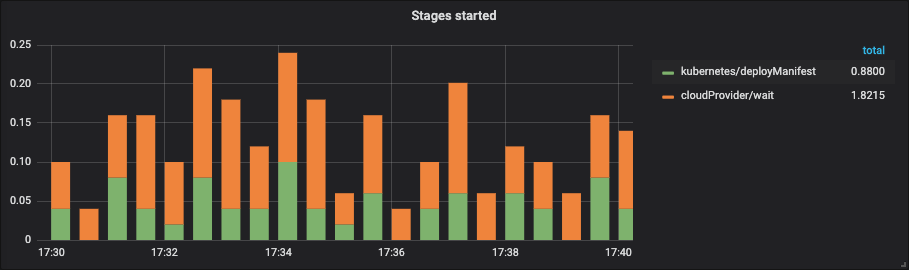 Stages started
0.25
0.20
0.15
0.10
0.05
0
17:30 17:32 17:34 17:36 17:38 17:40
total
kubernetes/deployManifest 0.8800
cloudProvider/wait 1.8215